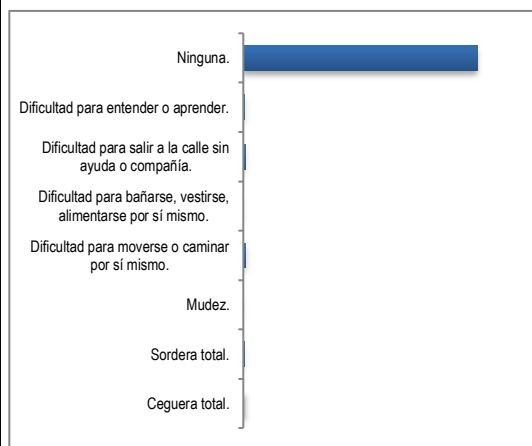 Ninguna.
Dificultad para entender o aprender.
Dificultad para salir a la calle sin
ayuda o compañía.
Dificultad para bañarse, vestirse,
alimentarse por sí mismo.
Dificultad para moverse o caminar
por sí mismo.
Mudez.
Sordera total.
Ceguera total.